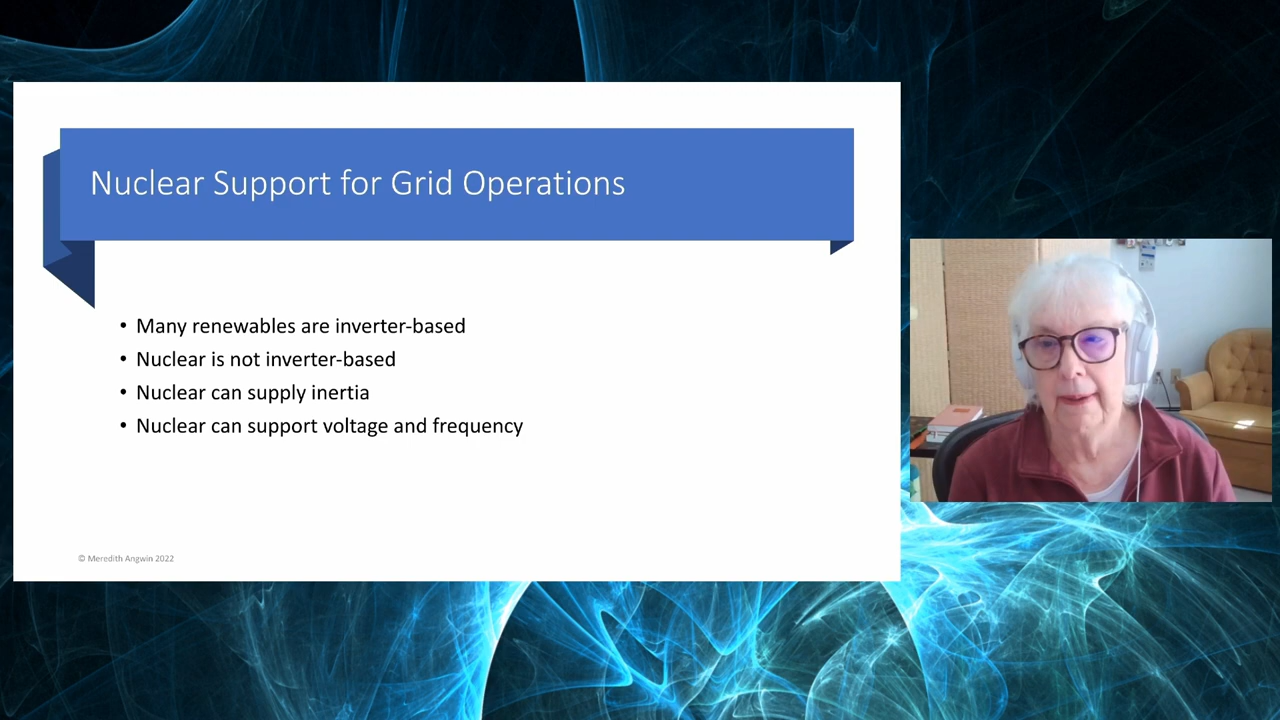 Nuclear Support for Grid Operations
• Many renewables are inverter-based
• Nuclear is not inverter-based
• Nuclear can supply inertia
• Nuclear can support voltage and frequency
© Meredith Angwin 2022